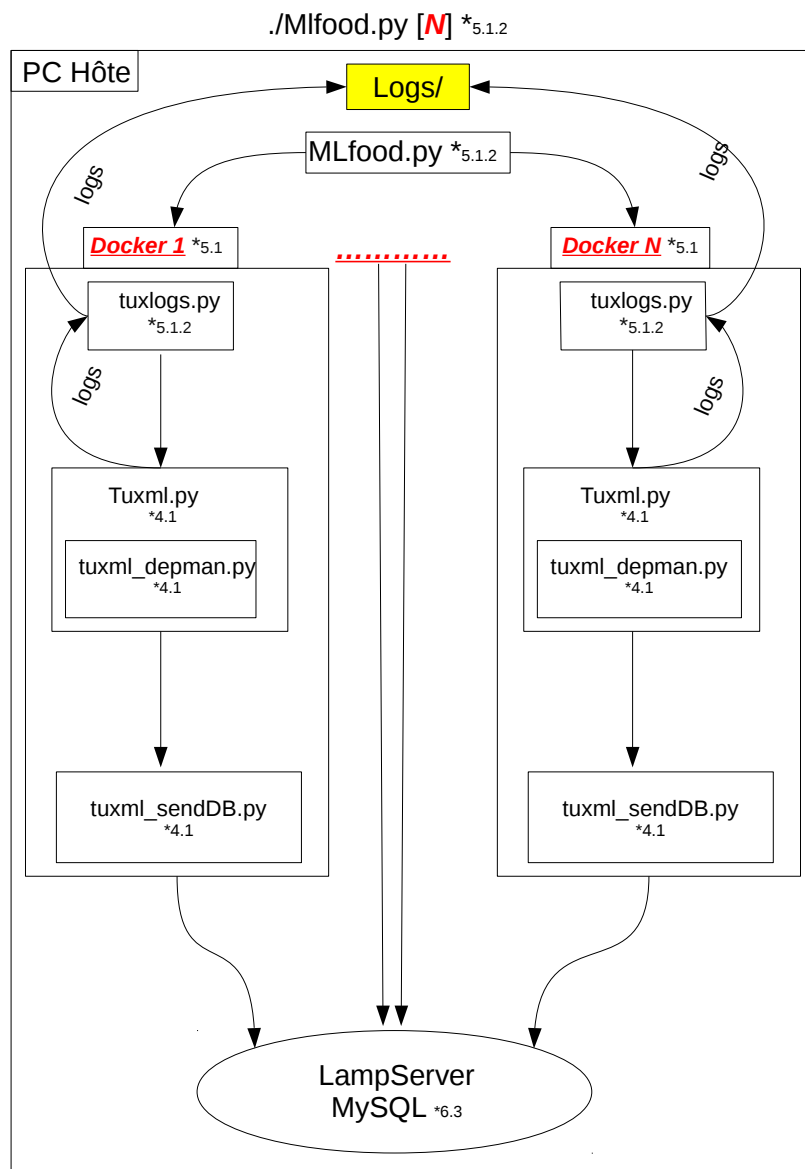 ./Mlfood.py [N] *5.1.2
PC Hôte
Logs/
MLfood.py *5.1.2
logs
logs
Docker 1 *5.1
............
Docker N *5.1
tuxlogs.py
*5.1.2
tuxlogs.py
*5.1.2
logs
logs
Tuxml.py
*4.1
tuxml_depman.py
*4.1
Tuxml.py
*4.1
tuxml_depman.py
*4.1
tuxml_sendDB.py
*4.1
tuxml_sendDB.py
*4.1
LampServer
MySQL *6.3